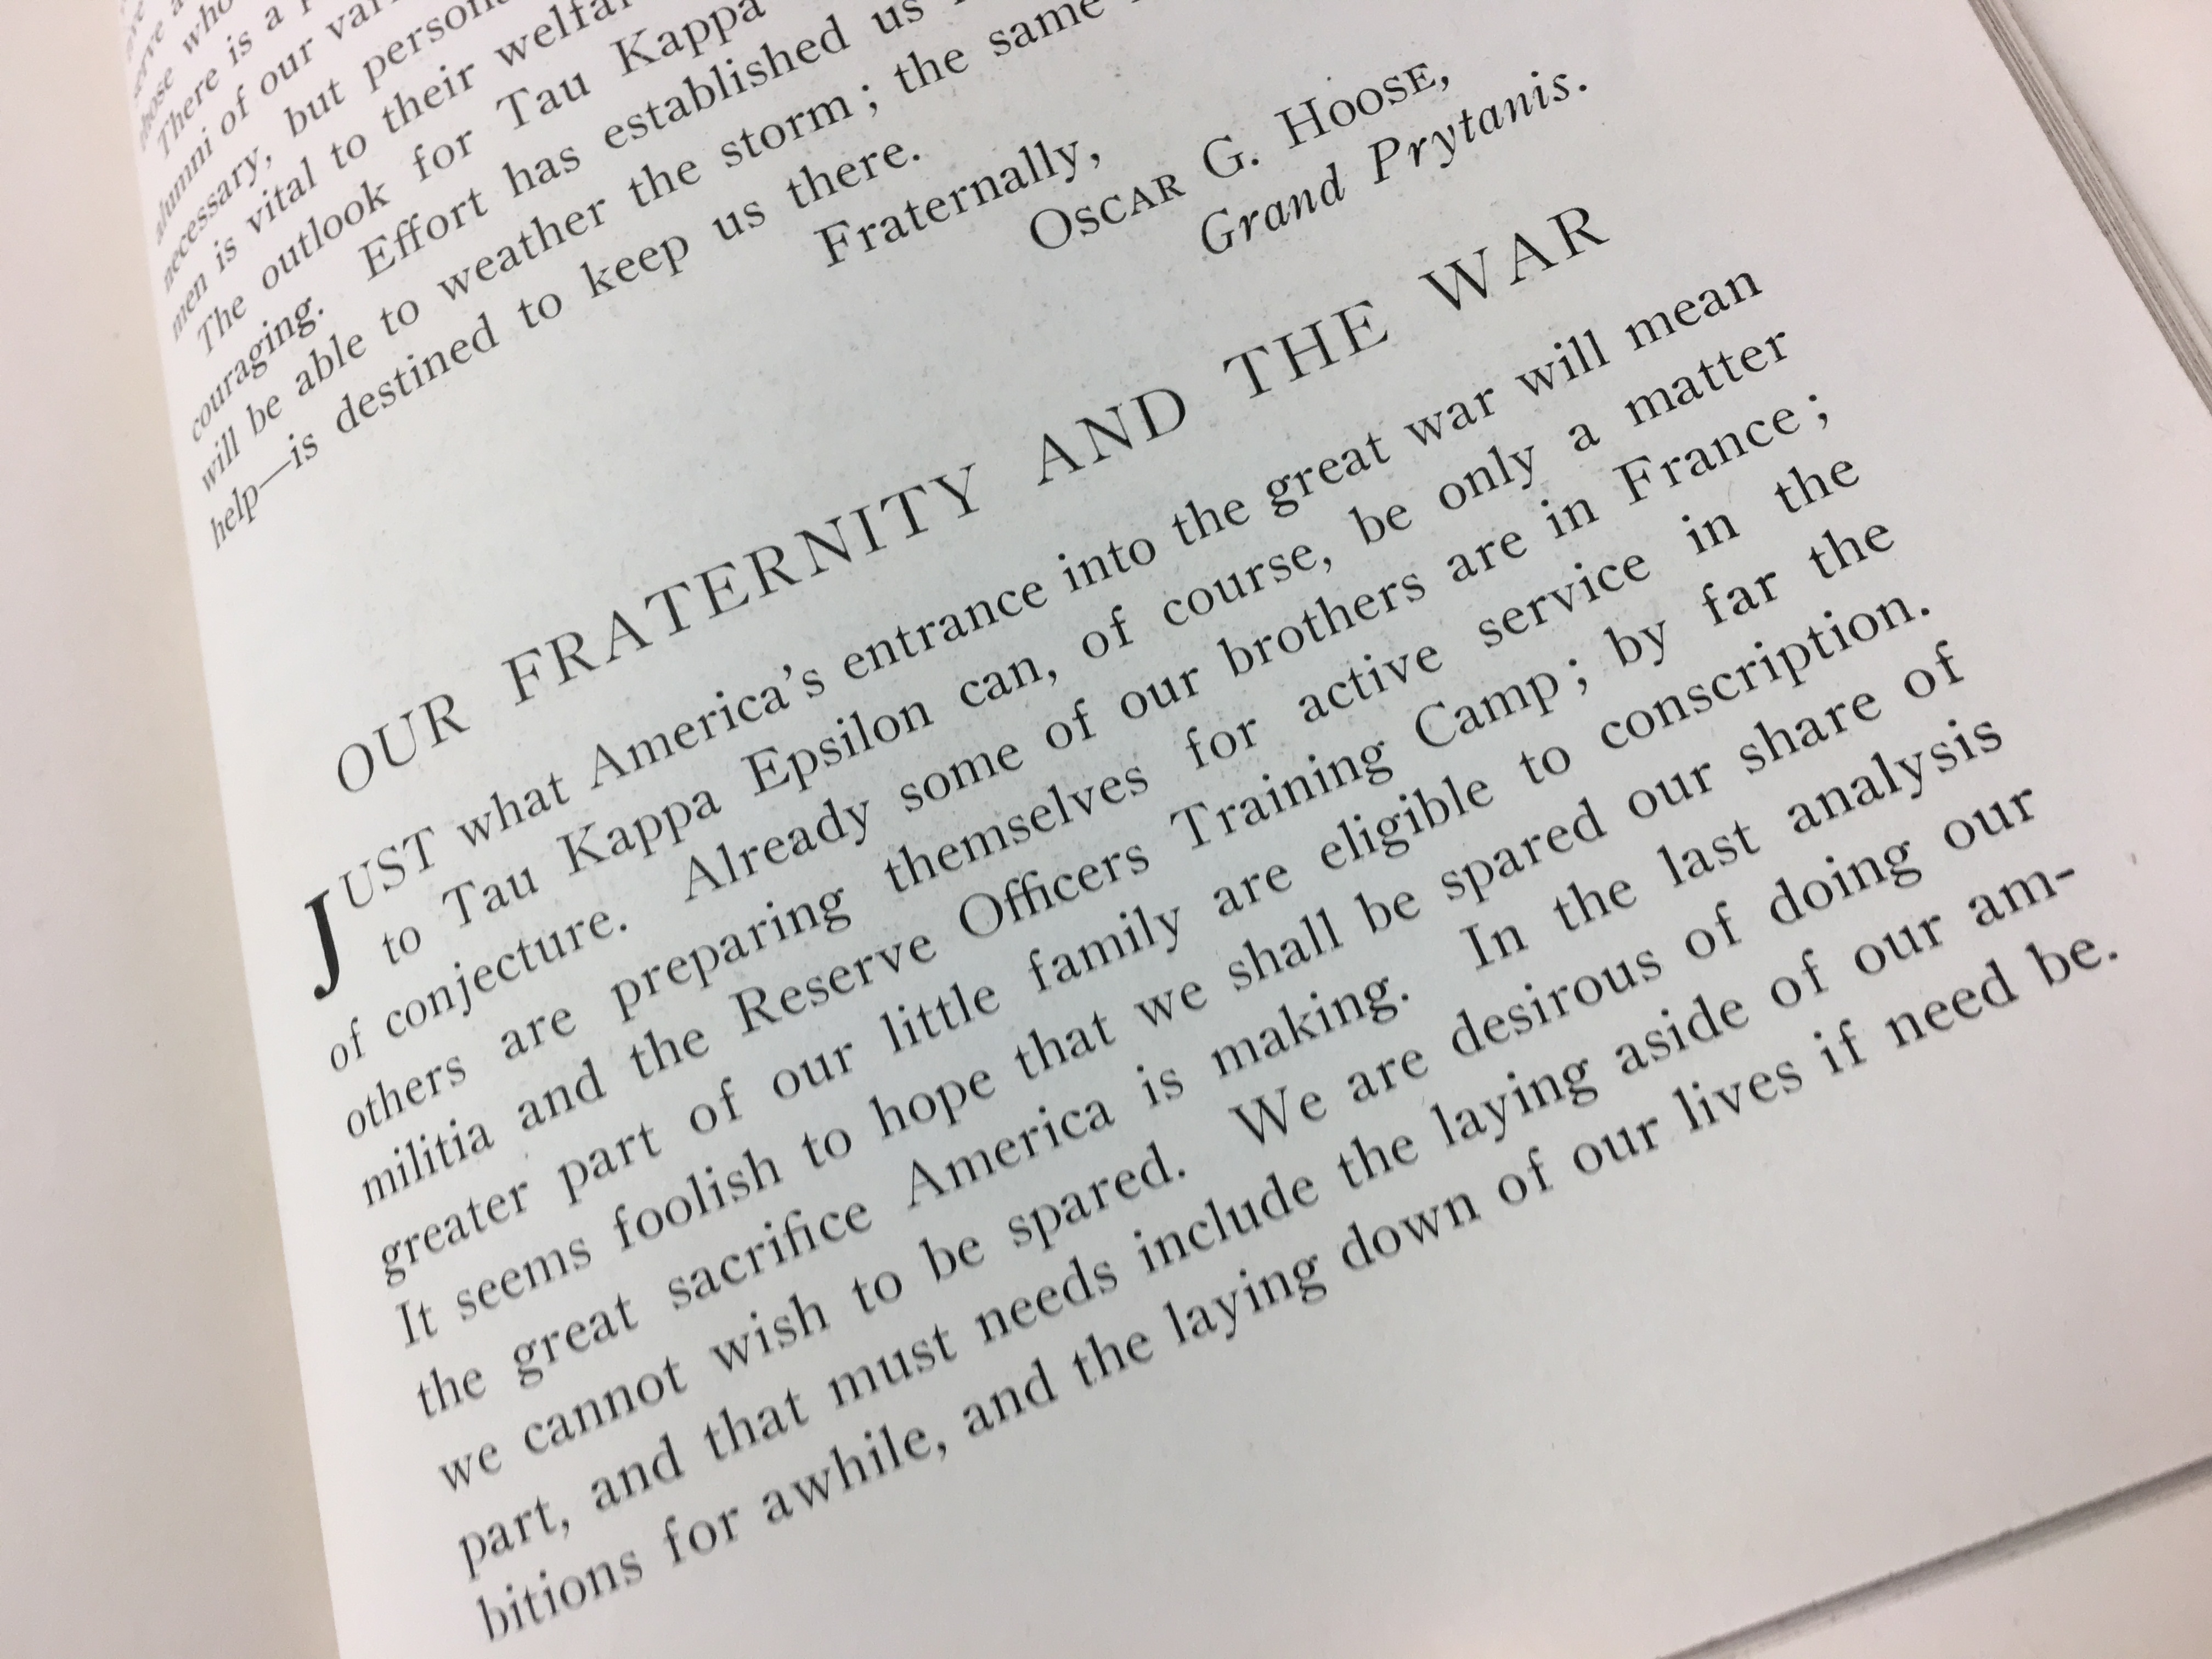 serve a
those who
There is a p
alumni of our vari
necessary, but person
men is vital to their welfar
The outlook for Tau Kappa
couraging. Effort has established us
will be able to weather the storm; the same
help—is destined to keep us there.
Fraternally,
OSCAR G. HOOSE,
Grand Prytanis.
OUR FRATERNITY AND THE WAR
JUST what America's entrance into the great war will mean
to Tau Kappa Epsilon can, of course, be only a matter
of conjecture. Already some of our brothers are in France;
others are preparing themselves for active service in the
militia and the Reserve Officers Training Camp; by far the
greater part of our little family are eligible to conscription.
It seems foolish to hope that we shall be spared our share of
the great sacrifice America is making. In the last analysis
we cannot wish to be spared. We are desirous of doing our
part, and that must needs include the laying aside of our am-
bitions for awhile, and the laying down of our lives if need be.